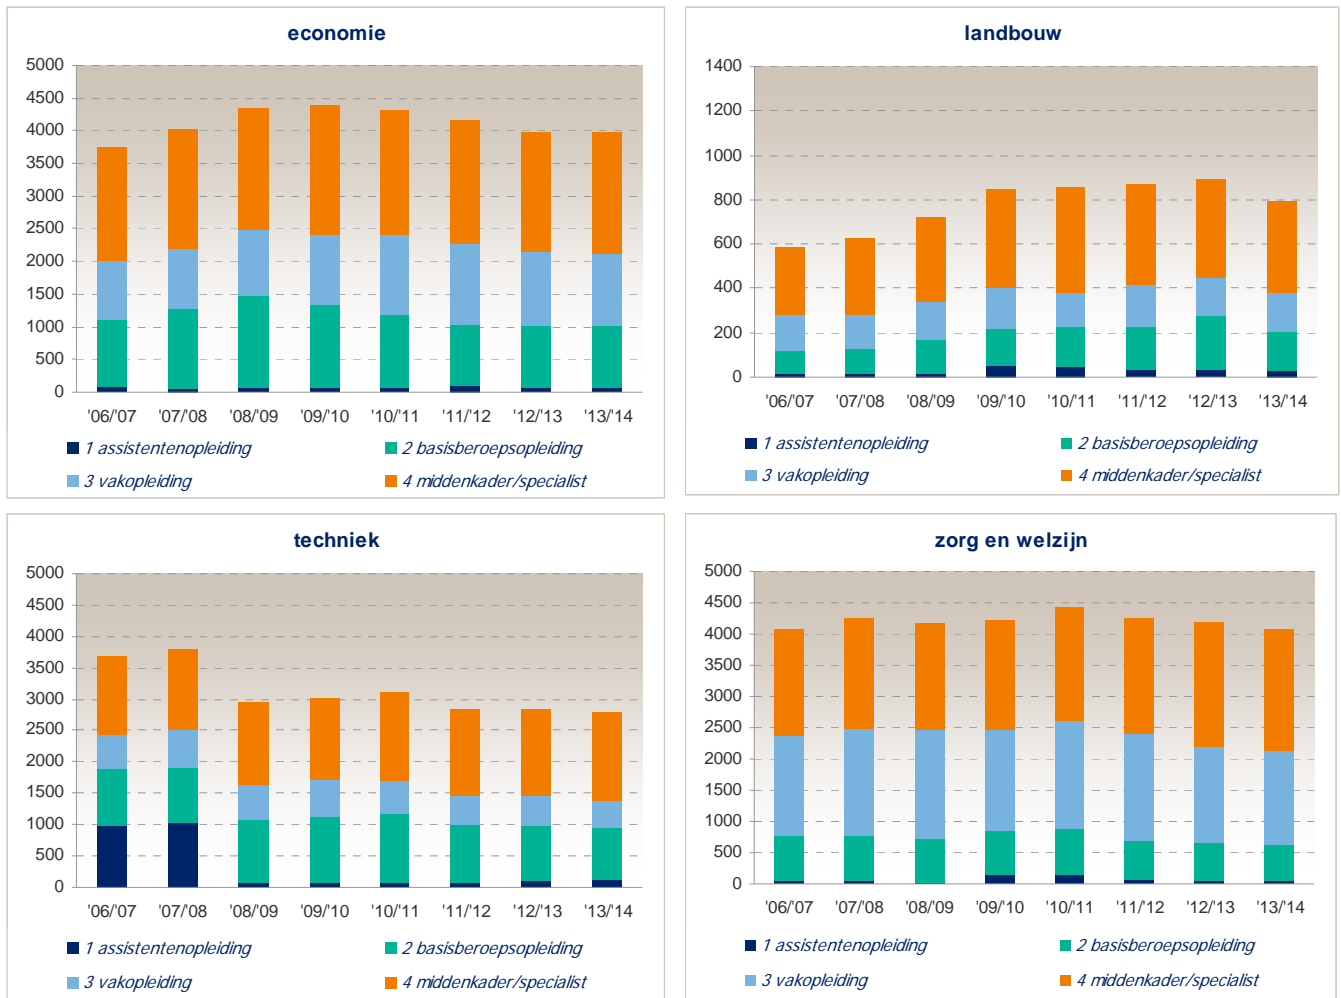 economie
5000
4500
4000
3500
3000
2500
2000
1500
1000
500
0
'06/'07 '07/'08 '08/'09 '09/'10 '10/'11 '11/'12 '12/'13 '13/'14
1 assistentenopleiding 2 basisberoepsopleiding
3 vakopleiding 4 middenkader/specialist
landbouw
1400
1200
1000
800
600
400
200
0
'06/'07 '07/'08 '08/'09 '09/'10 '10/'11 '11/'12 '12/'13 '13/'14
1 assistentenopleiding 2 basisberoepsopleiding
3 vakopleiding 4 middenkader/specialist
techniek
5000
4500
4000
3500
3000
2500
2000
1500
1000
500
0
'06/'07 '07/'08 '08/'09 '09/'10 '10/'11 '11/'12 '12/'13 '13/'14
1 assistentenopleiding 2 basisberoepsopleiding
3 vakopleiding 4 middenkader/specialist
zorg en welzijn
5000
4500
4000
3500
3000
2500
2000
1500
1000
500
0
'06/'07 '07/'08 '08/'09 '09/'10 '10/'11 '11/'12 '12/'13 '13/'14
1 assistentenopleiding 2 basisberoepsopleiding
3 vakopleiding 4 middenkader/specialist